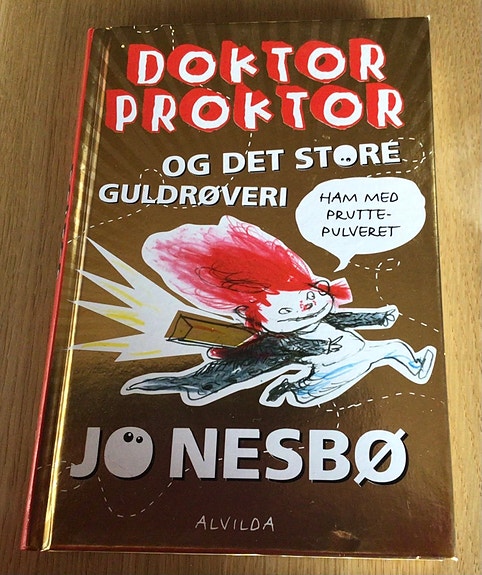 DOKTOR
PROKTOR
OG DET STORE
GULDRØVERI
HAM MED
PRUTTE-
PULVERET
JO NESBØ
ALVILDA